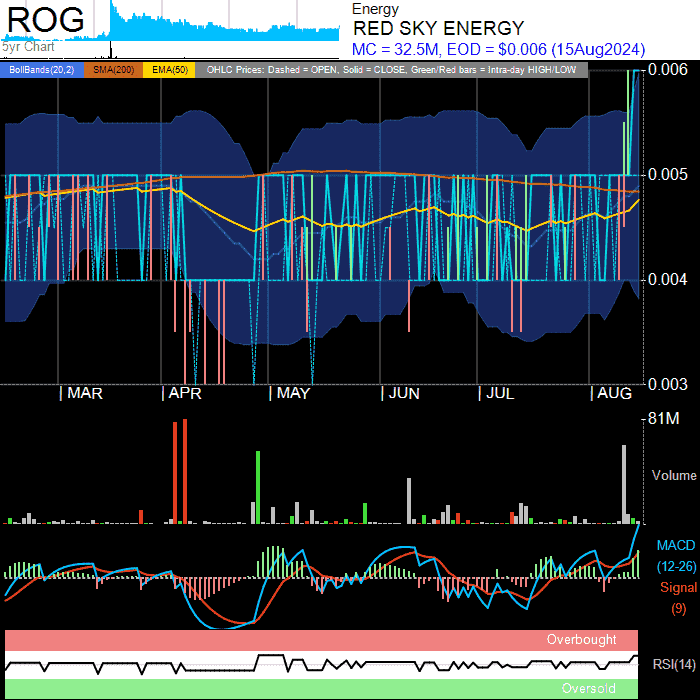 ROG
5yr Chart
Energy
RED SKY ENERGY
MC = 32.5M, EOD = $0.006 (15Aug2024)
BollBands(20,2) SMA(200) EMA(50) OHLC Prices: Dashed = OPEN, Solid = CLOSE, Green/Red bars = Intra-day HIGH/LOW
0.006
0.005
0.004
0.003
MAR APR MAY JUN JUL AUG
81M
Volume
MACD
(12-26)
Signal
(9)
Overbought
RSI(14)
Oversold